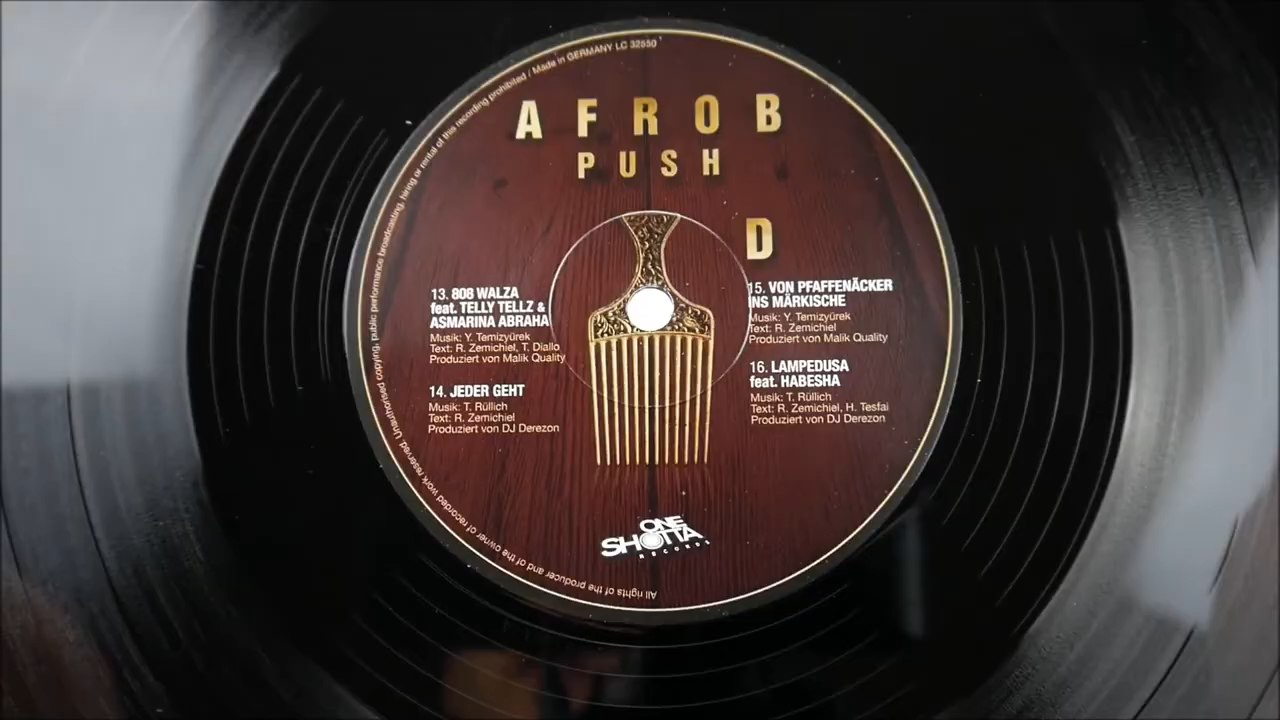 AFROB
PUSH
D
13. 808 WALZA
feat. TELLY TELLZ &
ASMARINA ABRAHA
Musik: Y. Temizyürek
Text: R. Zemichiel, T. Diallo
Produziert von Malik Quality
14. JEDER GEHT
Musik: T. Rüllich
Text: R. Zemichiel
Produziert von DJ Derezon
15. VON PFAFFENÄCKER
INS MÄRKISCHE
Musik: Y. Temizyürek
Text: R. Zemichiel
Produziert von Malik Quality
16. LAMPEDUSA
feat. HABESHA
Musik: T. Rüllich
Text: R. Zemichiel, H. Tesfai
Produziert von DJ Derezon
ONE
SHOTTA
RECORDS
All rights of the producer and of the owner of recorded work reserved. Unauthorised copying, public performance broadcasting, hiring or rental of this recording prohibited / Made in GERMANY LC 32550